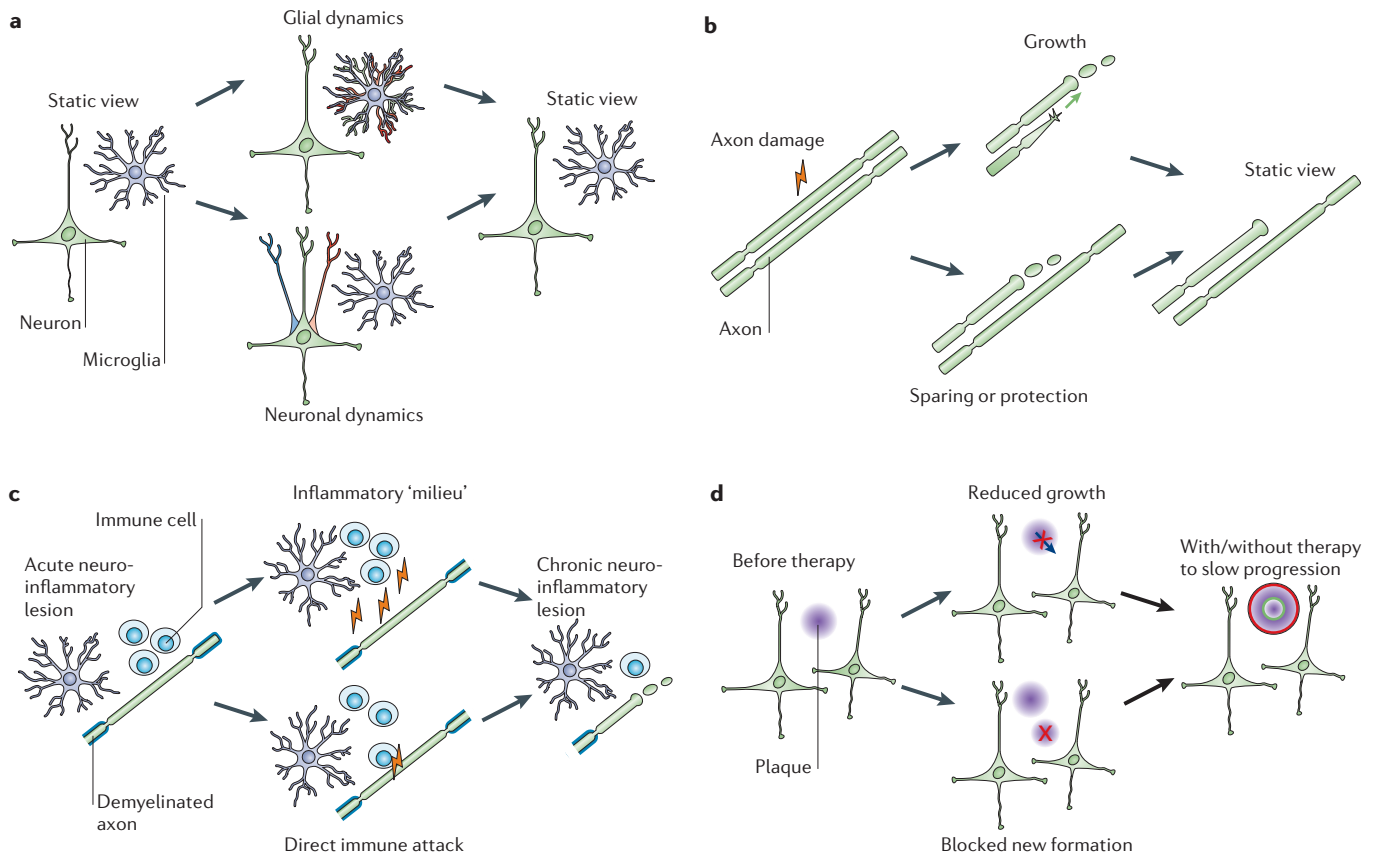 a
Glial dynamics
Static view
Static view
Neuron
Microglia
Neuronal dynamics
b
Growth
Axon damage
Static view
Axon
Sparing or protection
c
Inflammatory ‘milieu’
Immune cell
Acute neuro-
inflammatory
lesion
Chronic neuro-
inflammatory
lesion
Demyelinated
axon
Direct immune attack
d
Reduced growth
Before therapy
With/without therapy
to slow progression
X
X
Plaque
Blocked new formation